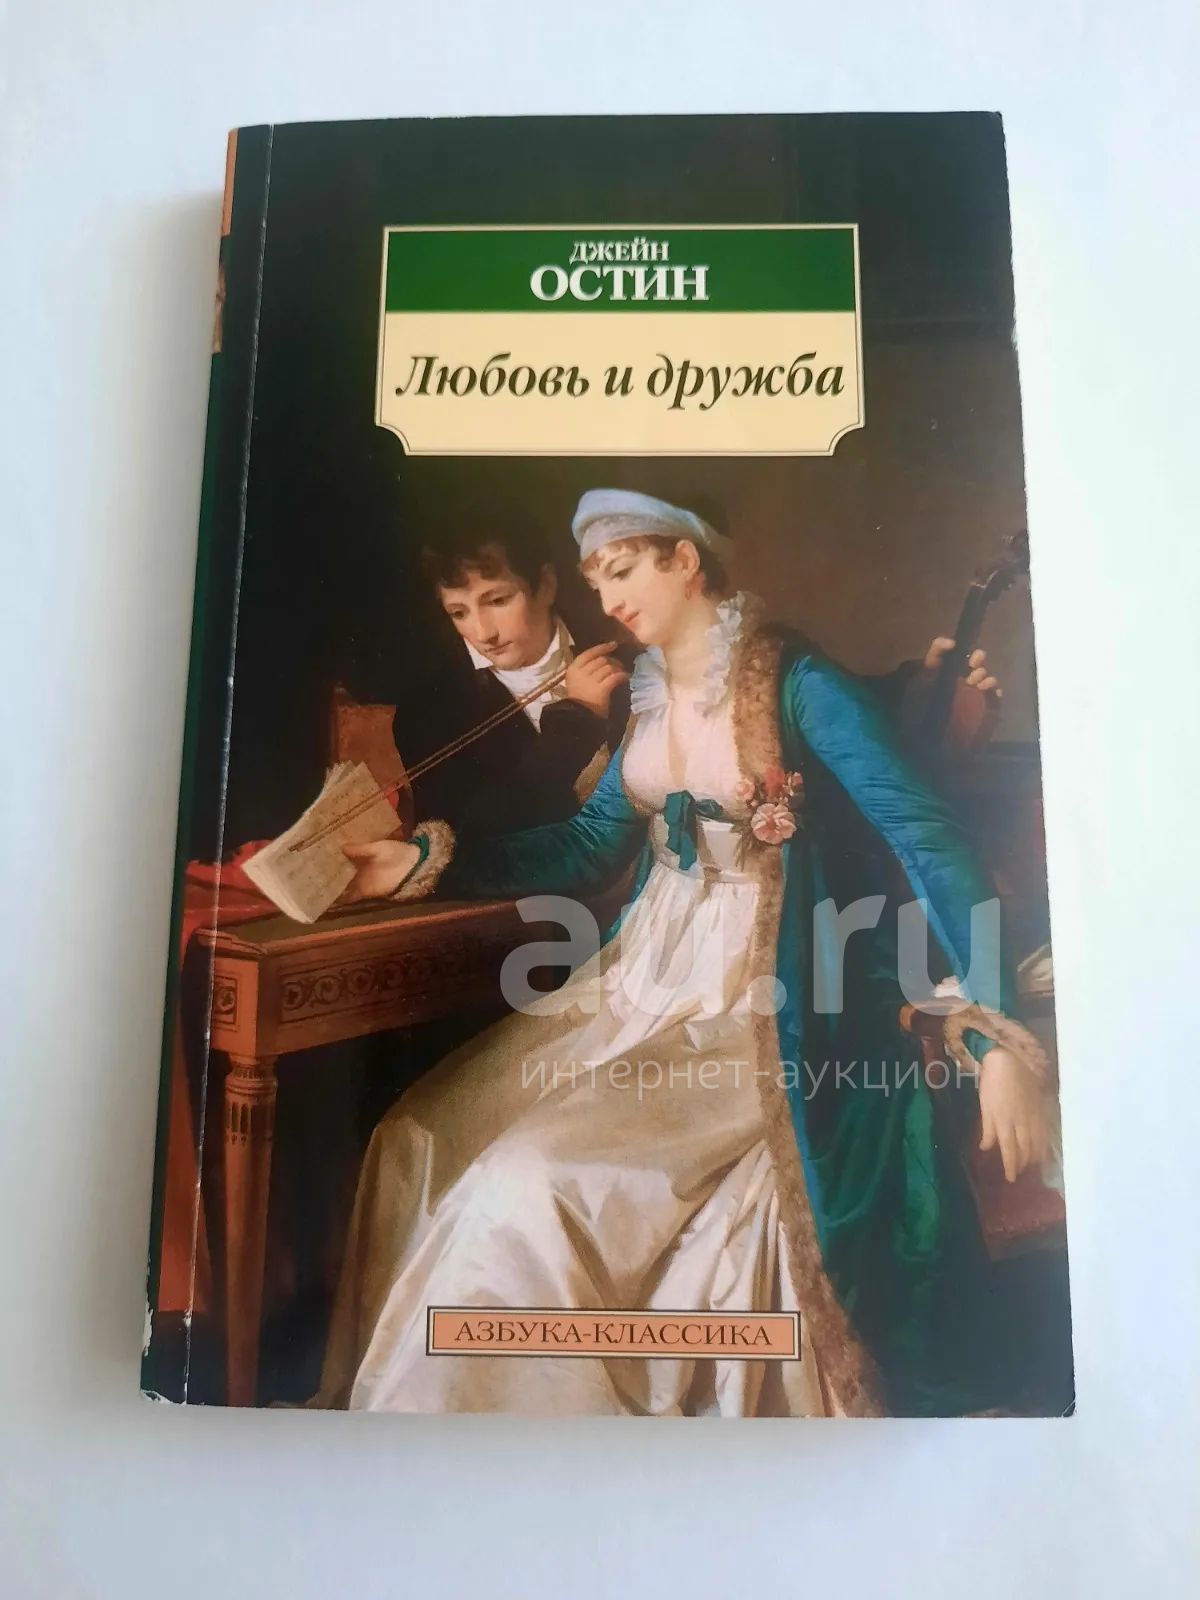 ДЖЕЙН
ОСТИН
Любовь и дружба
au.ru
интернет-аукцион
АЗБУКА-КЛАССИКА